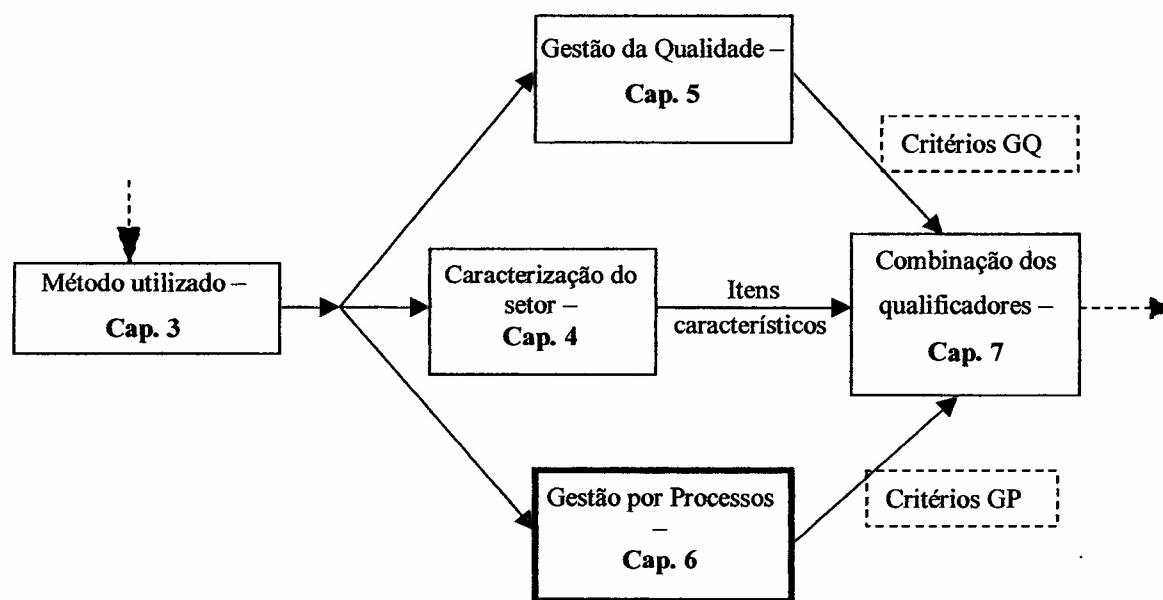 Gestão da Qualidade –
Cap. 5
Critérios GQ
Método utilizado –
Cap. 3
Caracterização do
setor –
Cap. 4
Itens
característicos
Combinação dos
qualificadores –
Cap. 7
Gestão por Processos
–
Cap. 6
Critérios GP